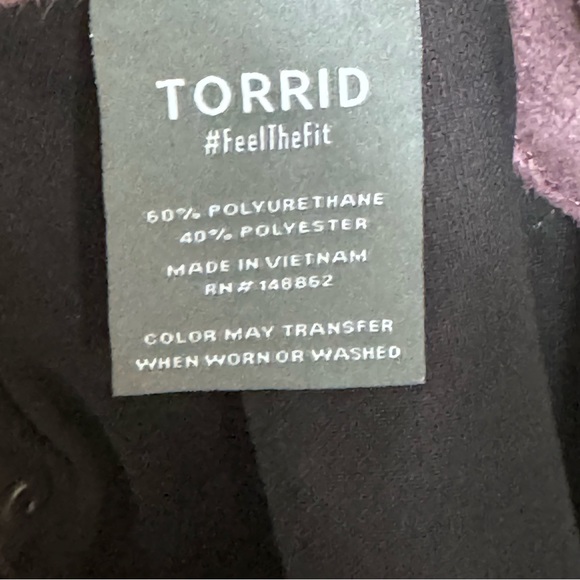 TORRID
#FeelTheFit
60% POLYURETHANE
40% POLYESTER
MADE IN VIETNAM
RN# 148862
COLOR MAY TRANSFER
WHEN WORN OR WASHED